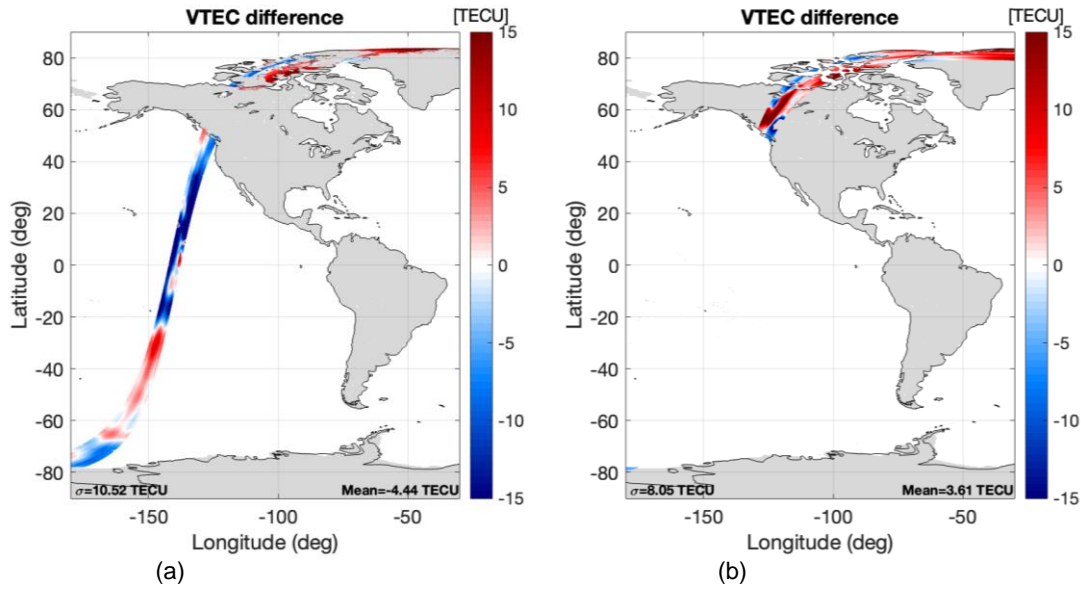 VTEC difference
[TECU]
80
60
40
20
0
-20
-40
-60
-80
Latitude (deg)
-150
-100
-50
Longitude (deg)
σ=10.52 TECU
Mean=-4.44 TECU
15
10
5
0
-5
-10
-15
(a)
VTEC difference
[TECU]
80
60
40
20
0
-20
-40
-60
-80
Latitude (deg)
-150
-100
-50
Longitude (deg)
σ=8.05 TECU
Mean=3.61 TECU
15
10
5
0
-5
-10
-15
(b)